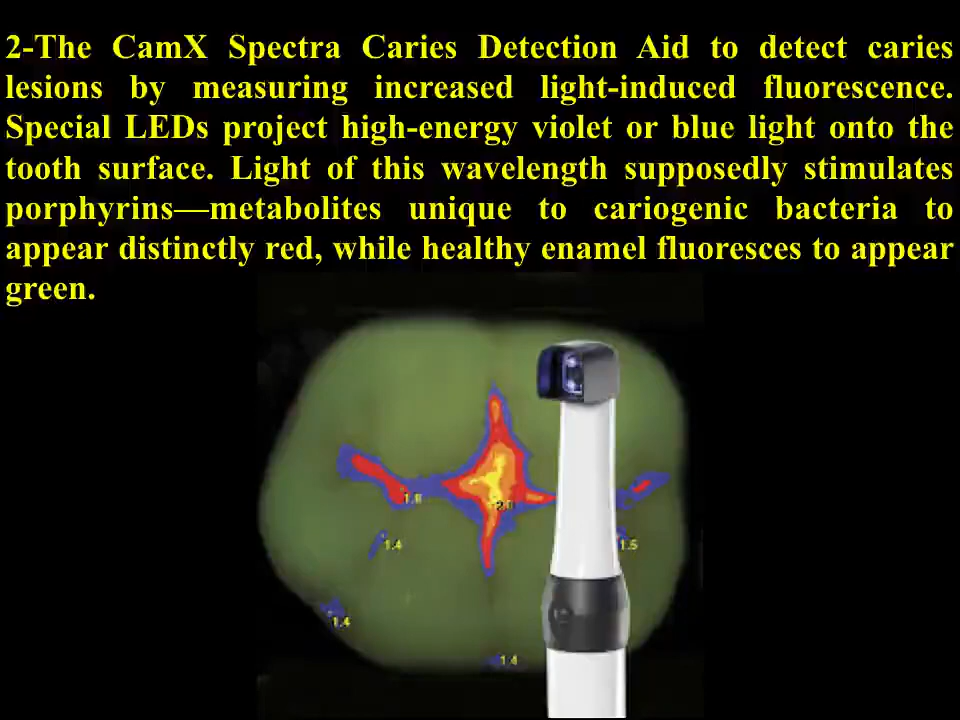 2-The CamX Spectra Caries Detection Aid to detect caries
lesions by measuring increased light-induced fluorescence.
Special LEDs project high-energy violet or blue light onto the
tooth surface. Light of this wavelength supposedly stimulates
porphyrins—metabolites unique to cariogenic bacteria to
appear distinctly red, while healthy enamel fluoresces to appear
green.
1.8
1.4
1.5
1.4
1.4